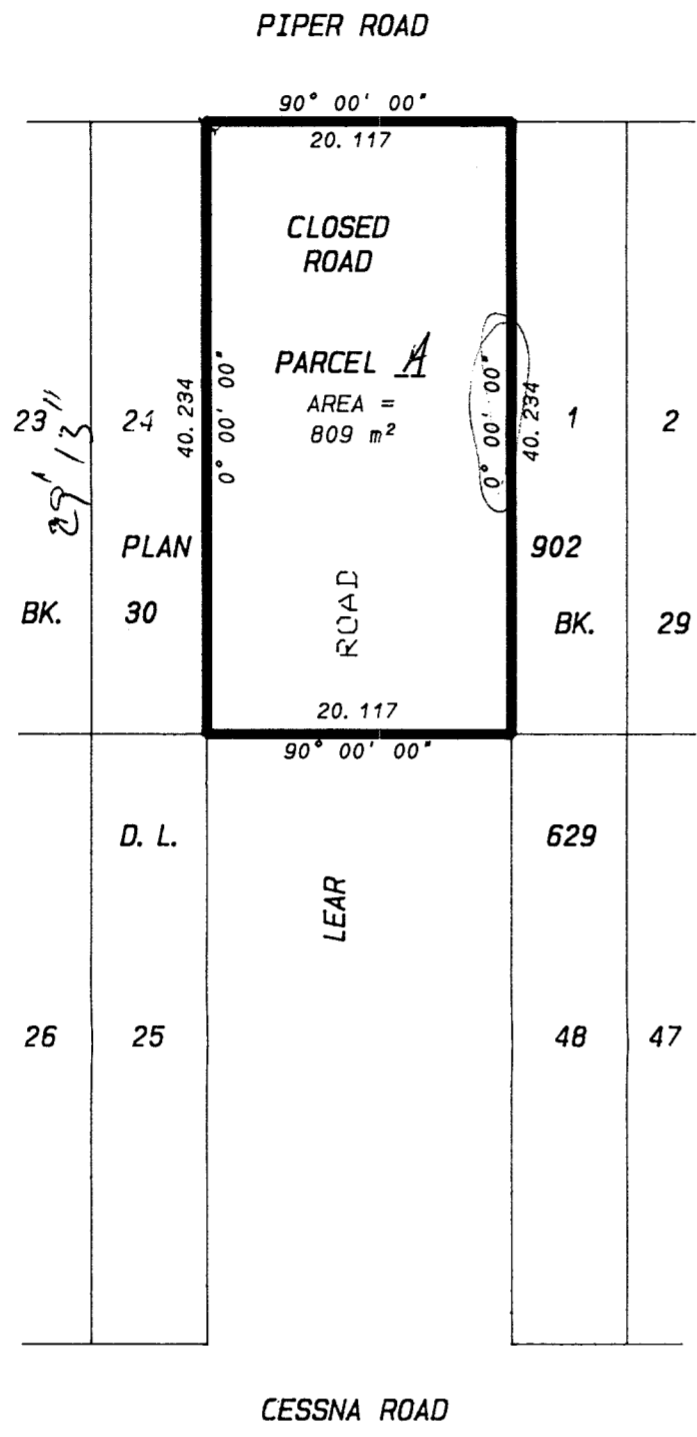 PIPER ROAD
90° 00' 00"
20.117
CLOSED
ROAD
PARCEL A
AREA =
809 m²
40.234
0° 00' 00"
0° 00' 00"
40.234
23
24
1
2
29' 13"
PLAN
902
BK.
30
BK.
29
ROAD
20.117
90° 00' 00"
D. L.
629
LEAR
26
25
48
47
CESSNA ROAD